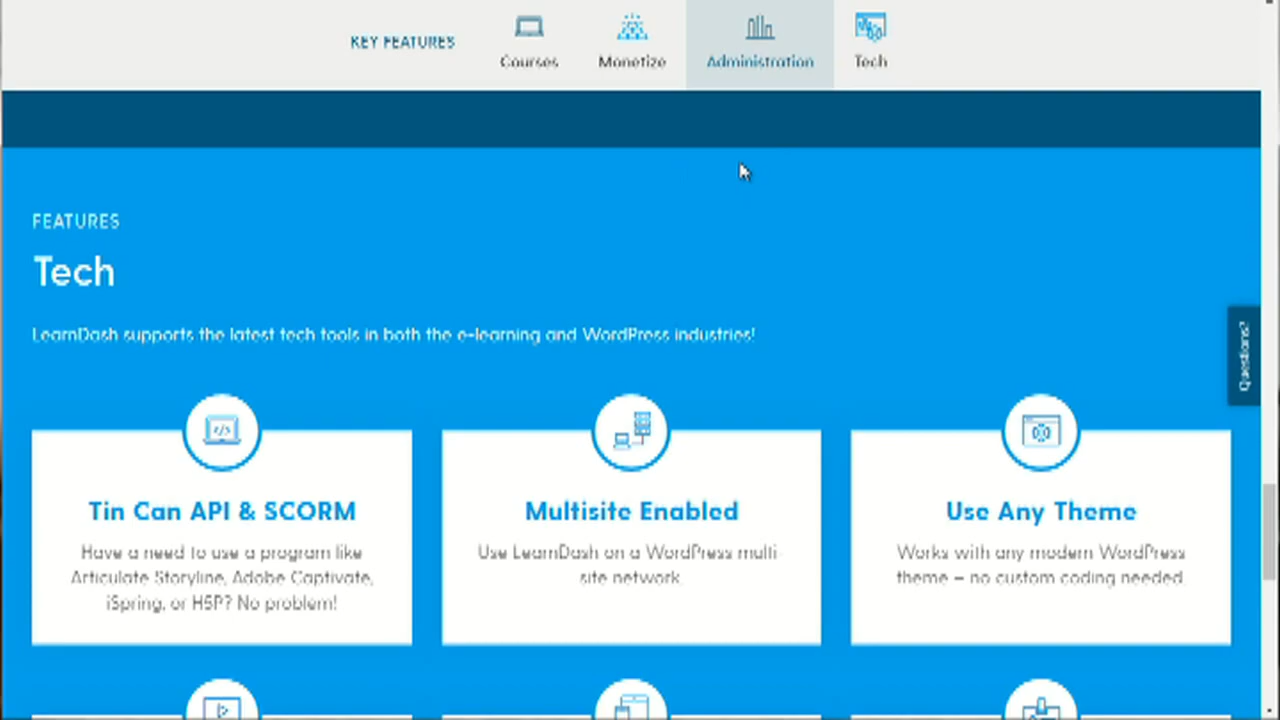 KEY FEATURES
Courses
Monetize
Administration
Tech
FEATURES
Tech
LearnDash supports the latest tech tools in both the e-learning and WordPress industries!
Questions?
Tin Can API & SCORM
Have a need to use a program like
Articulate Storyline, Adobe Captivate,
iSpring, or H5P? No problem!
Multisite Enabled
Use LearnDash on a WordPress multi
site network.
Use Any Theme
Works with any modern WordPress
theme – no custom coding needed.